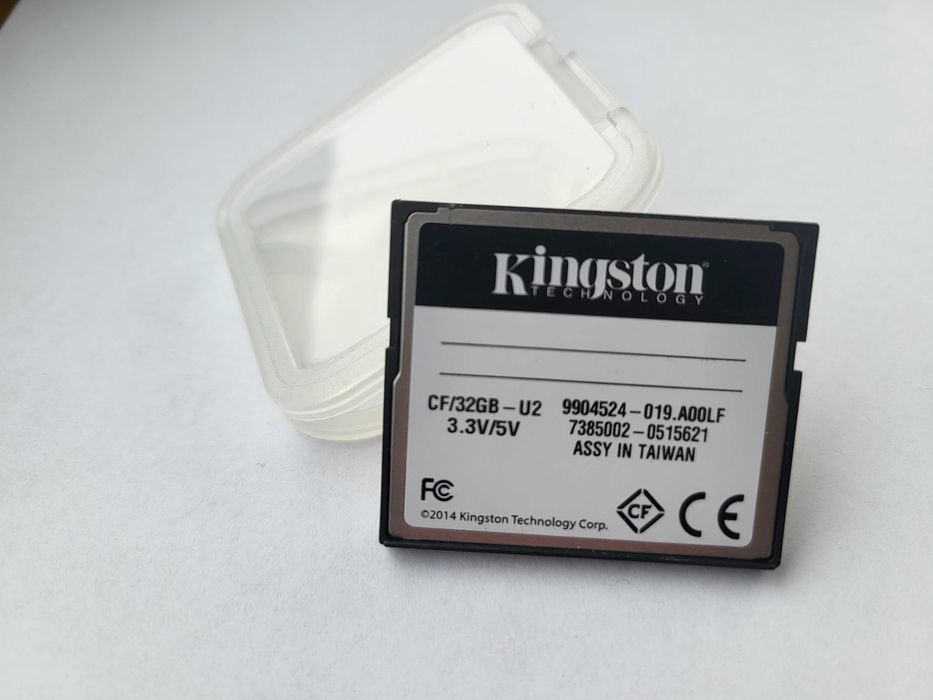 Kingston®
TECHNOLOGY
CF/32GB-U2 9904524-019.A00LF
3.3V/5V 7385002-0515621
ASSY IN TAIWAN
FC
©2014 Kingston Technology Corp. CF CE